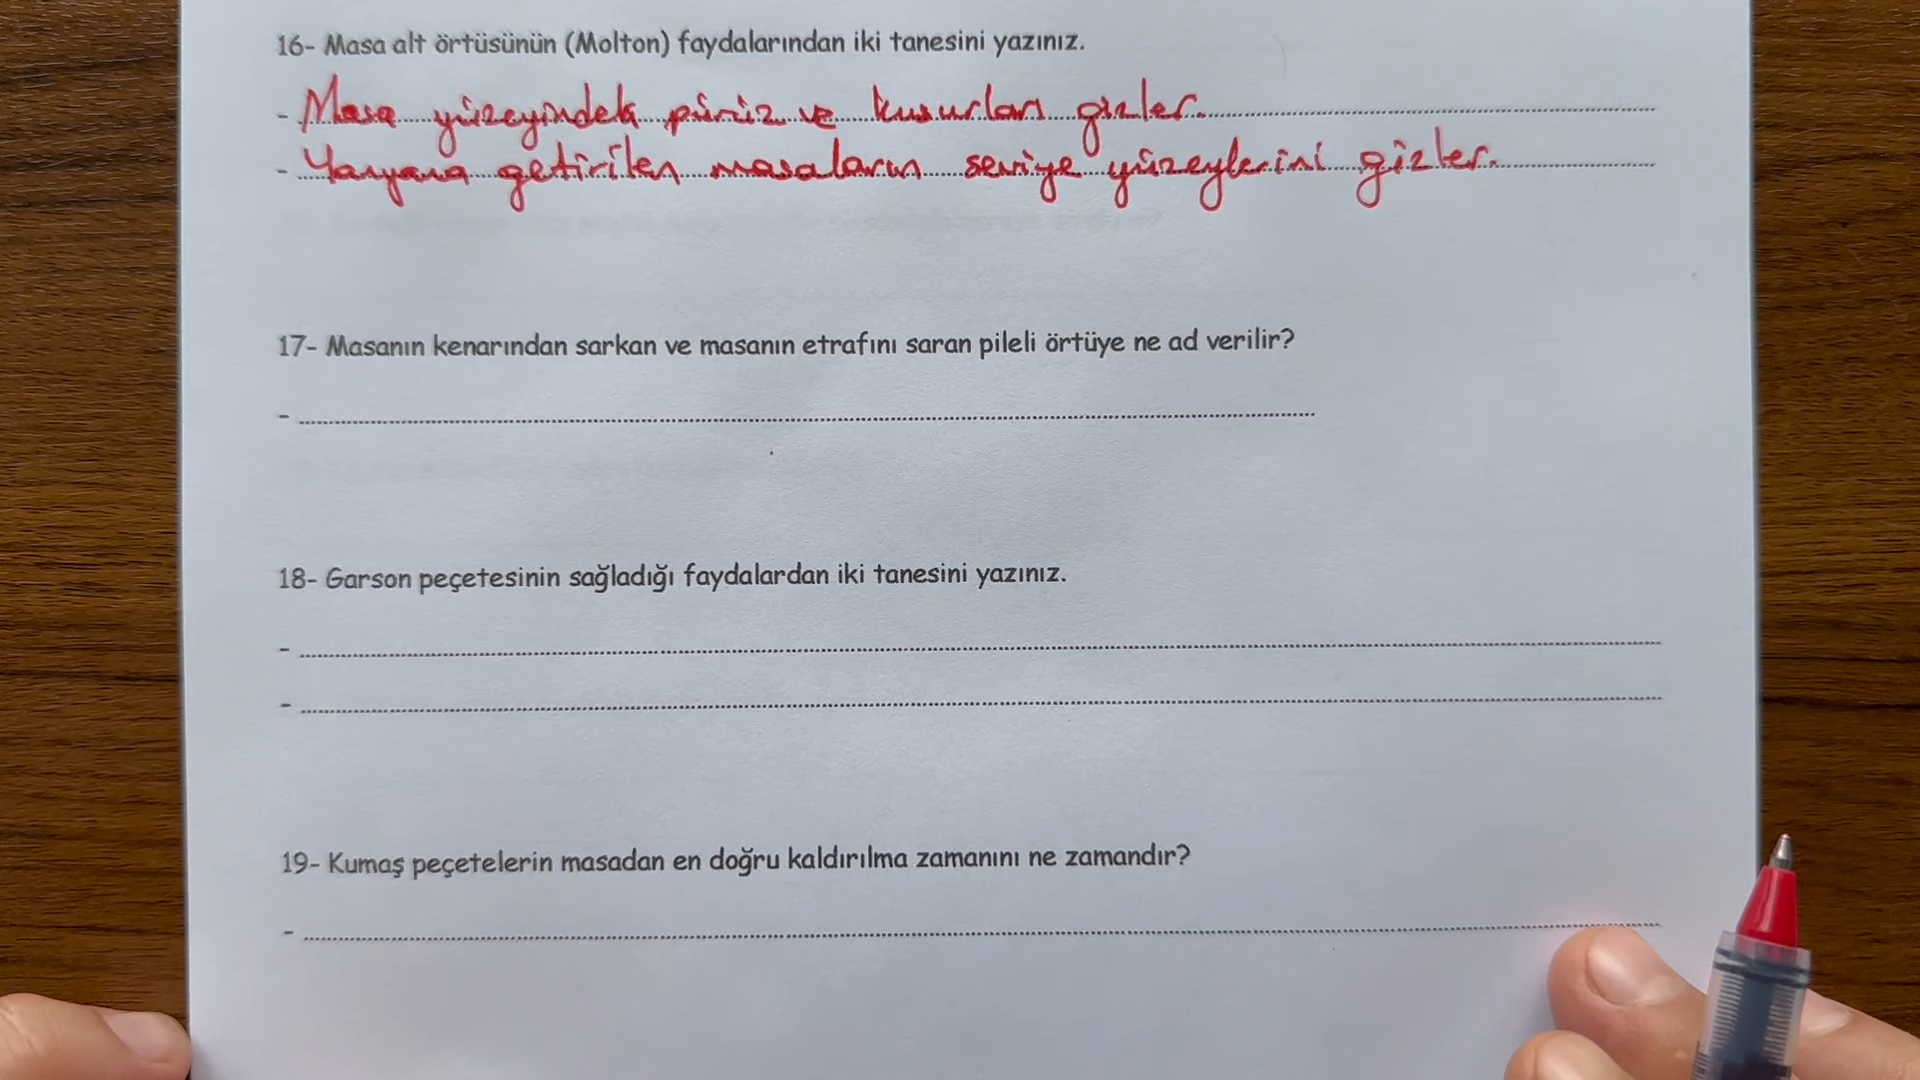 16- Masa alt örtüsünün (Molton) faydalarından iki tanesini yazınız.
- Masa yüzeyindek pürüz ve kusurları gizler.
- Yanyana getirilen masaların seviye yüzeylerini gizler.
17- Masanın kenarından sarkan ve masanın etrafını saran pileli örtüye ne ad verilir?
-
18- Garson peçetesinin sağladığı faydalardan iki tanesini yazınız.
-
-
19- Kumaş peçetelerin masadan en doğru kaldırılma zamanını ne zamandır?
-